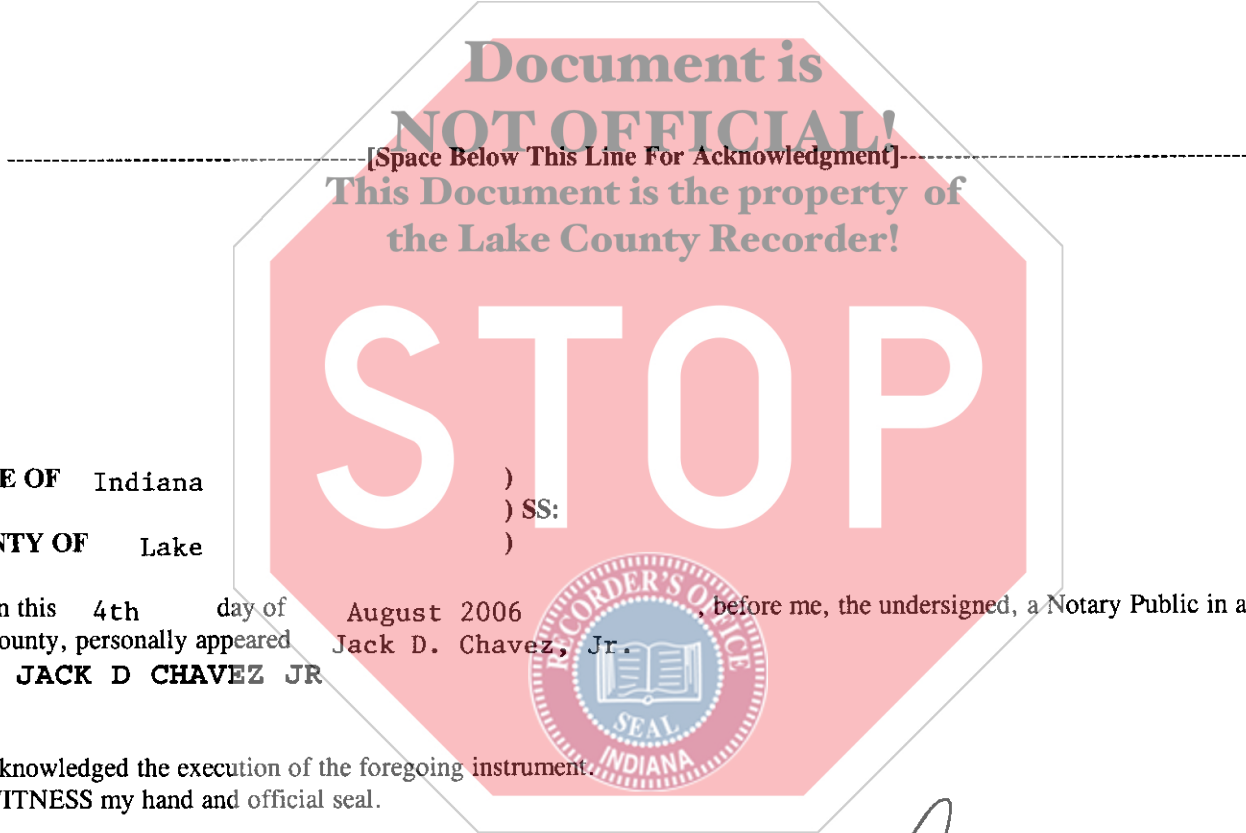 Document is
NOT OFFICIAL!
[Space Below This Line For Acknowledgment]
This Document is the property of
the Lake County Recorder!
STOP
E OF Indiana )
) SS:
NTY OF Lake )
n this 4th day of August 2006 , before me, the undersigned, a Notary Public in a
ounty, personally appeared Jack D. Chavez, Jr.
JACK D CHAVEZ JR
RECORDER'S OFFICE
SEAL
INDIANA
knowledged the execution of the foregoing instrument.
ITNESS my hand and official seal.